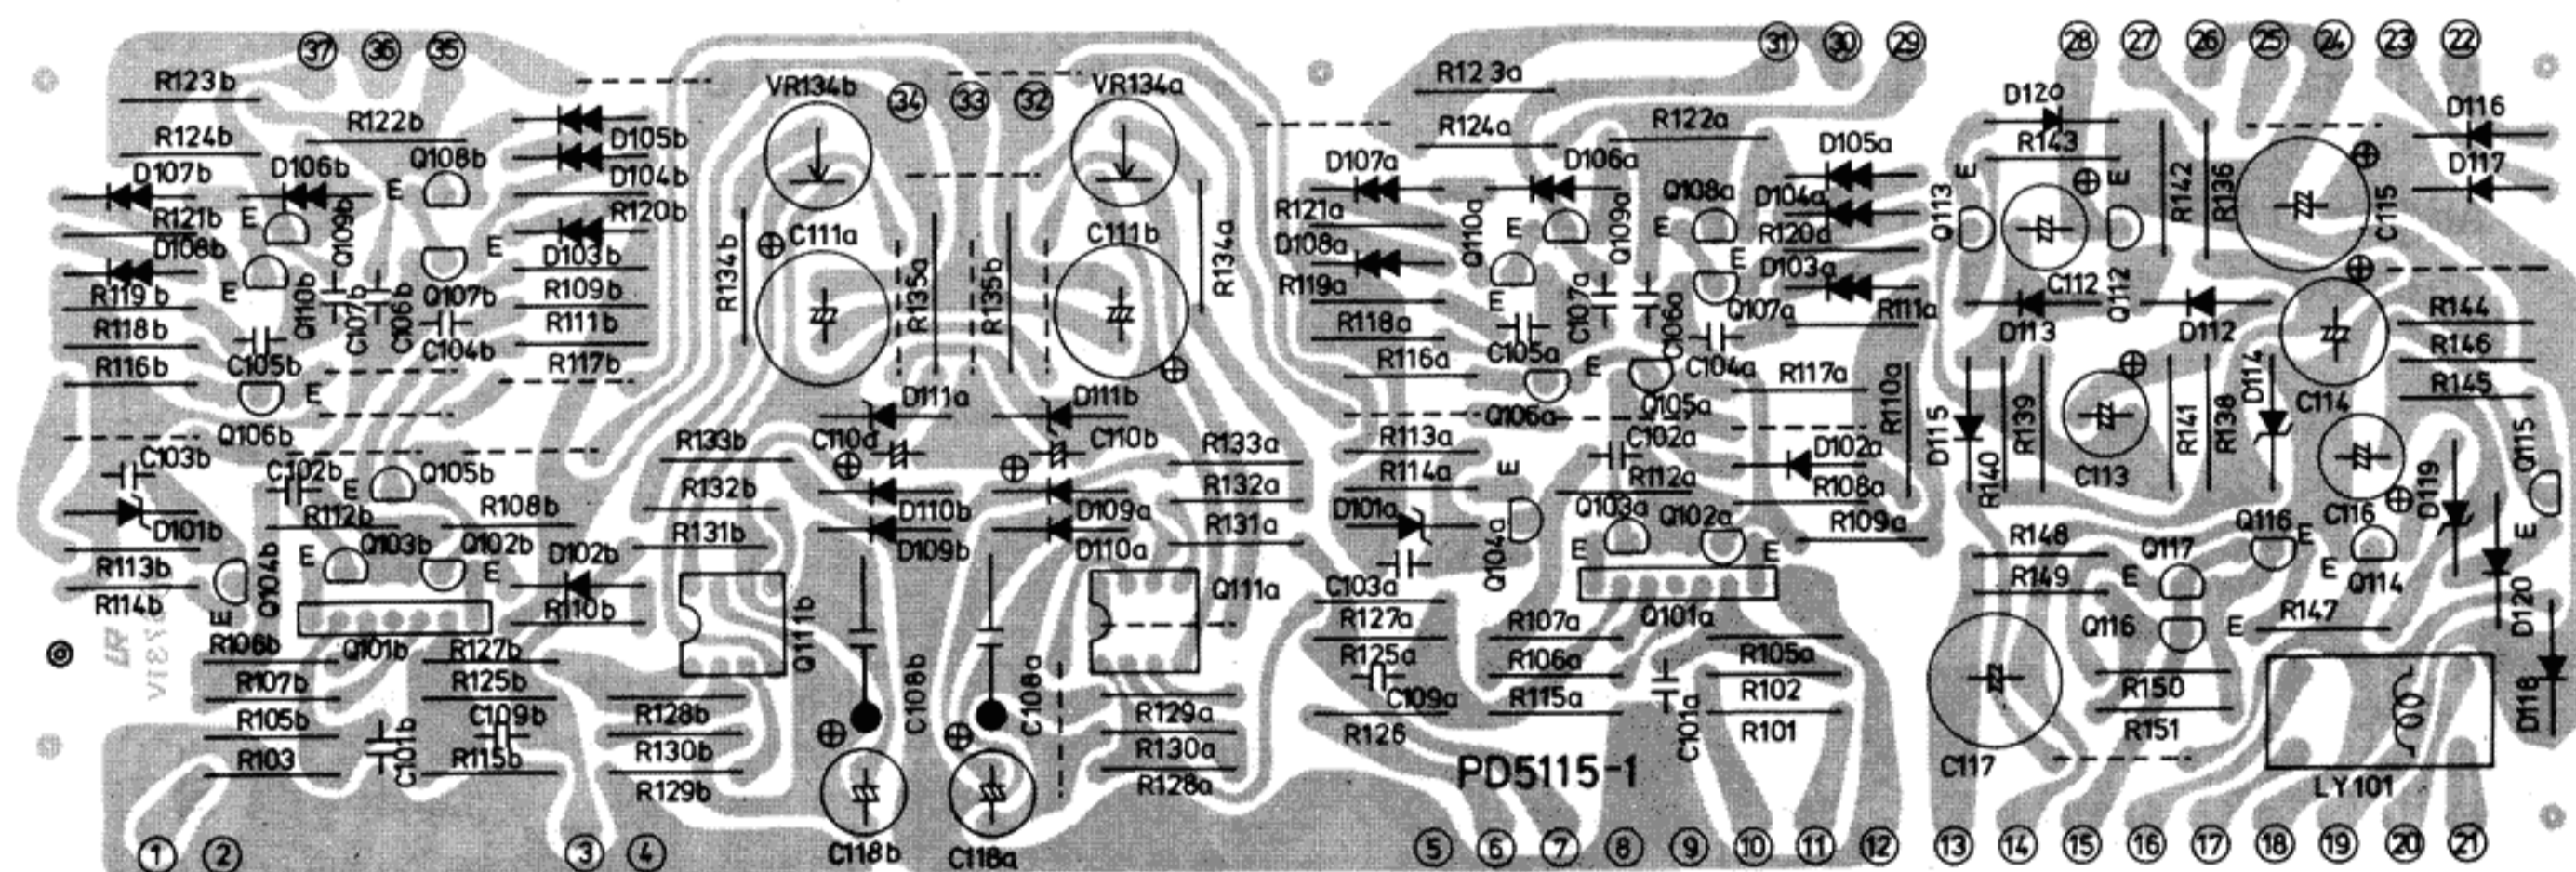 37 36 35
R123b
R124b
R122b
Q108b
D107b
D106b
E
R121b
E
Q109b
D108b
E
R119b
E
Q110b
C107b
C106b
Q107b
R118b
C105b
C104b
R116b
E
Q106b
D105b
D104b
R120b
D103b
R109b
R111b
R117b
C103b
C102b
Q105b
E
R112b
R108b
D101b
Q104b
E
Q103b
Q102b
E
D102b
R113b
R114b
E
R110b
R106b
Q101b
R127b
R107b
R125b
R105b
C109b
R103
C101b
R115b
1 2 3 4
VR134b
34 33 32
VR134a
R134b
C111a
R135a
R135b
C111b
R134a
D111a
D111b
R133b
C110a
C110b
R133a
R132b
D110b
D109a
R132a
R131b
D109b
D110a
R131a
Q111b
Q111a
C108b
C108a
R128b
R129a
R130b
R130a
R129b
R128a
C118b
C118a
31 30 29
R123a
R124a
R122a
D107a
D106a
D105a
Q108a
D104a
R121a
Q110a
E
Q109a
E
D108a
R120a
R119a
E
C107a
E
D103a
C106a
Q107a
R111a
R118a
C105a
E
C104a
R116a
R117a
R110a
Q106a
Q105a
R113a
C102a
D102a
R114a
E
R112a
R108a
D101a
Q103a
Q102a
R109a
Q104a
E
E
C103a
R127a
R107a
Q101a
R125a
R106a
R105a
C109a
R115a
C101a
R102
R126
R101
PD5115-1
5 6 7 8 9 10 11 12
28 27 26 25 24 23 22
D120
D116
R143
D117
Q113
E
E
R142
R136
C115
C112
Q112
D113
D112
R144
R146
R145
D115
R140
R139
C113
R141
R138
D114
C114
Q115
E
D119
C116
R148
Q117
Q116
E
R149
E
E
Q114
D120
Q116
E
R147
R150
R151
D118
C117
LY101
13 14 15 16 17 18 19 20 21